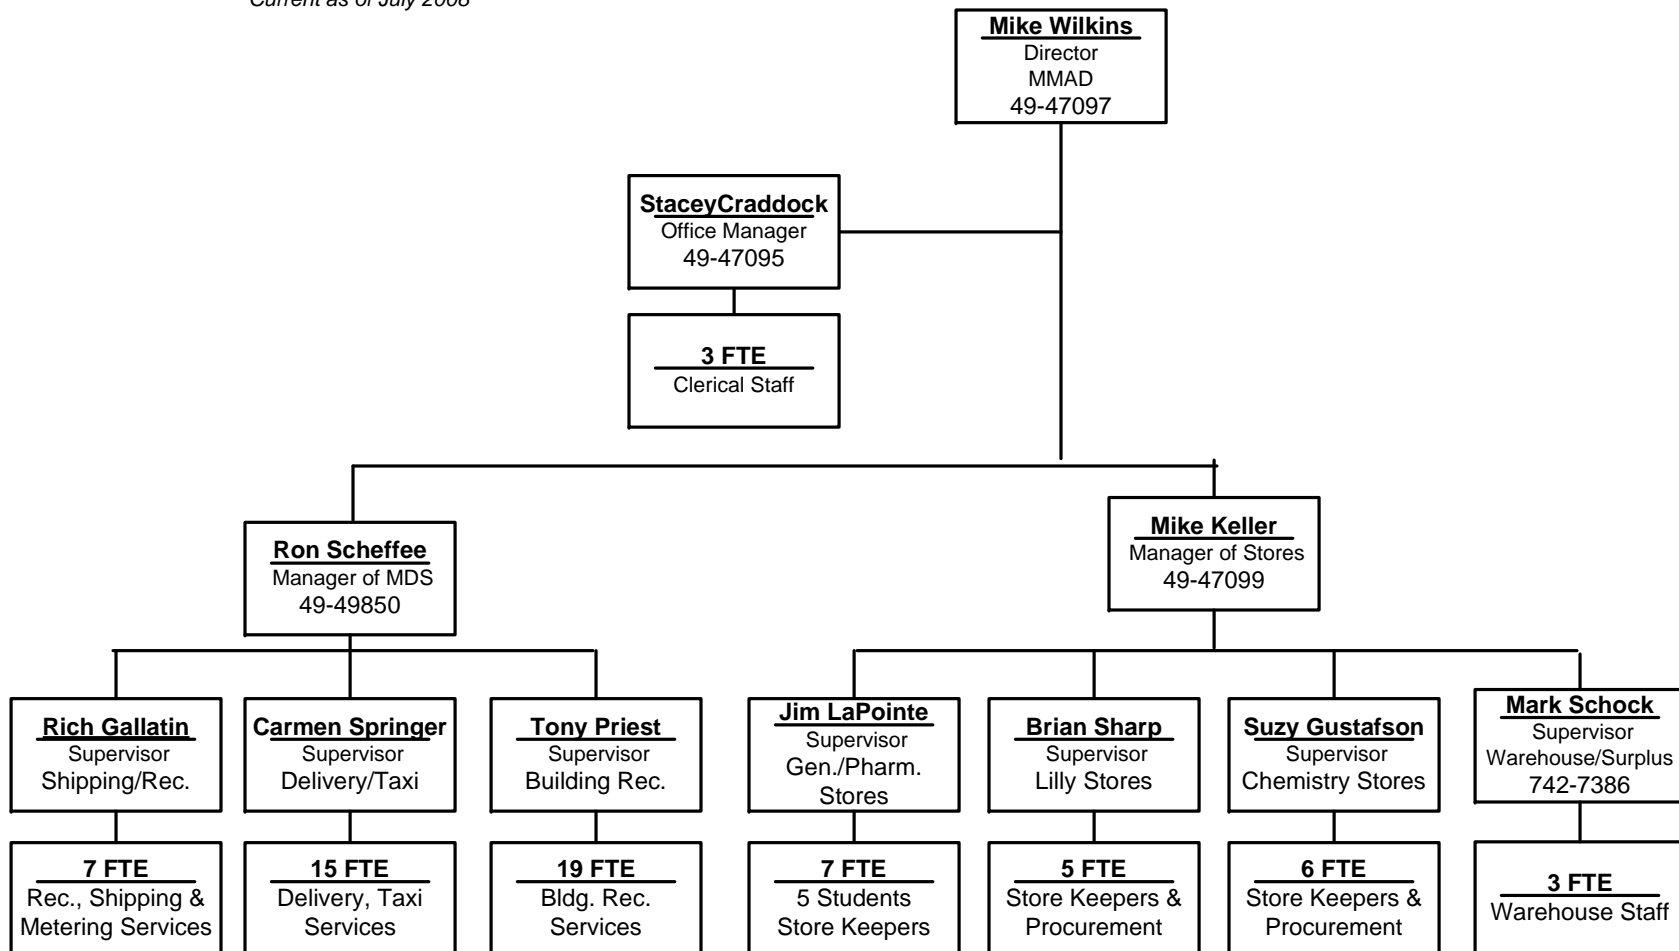 Current as of July 2008
Mike Wilkins
Director
MMAD
49-47097
StaceyCraddock
Office Manager
49-47095
3 FTE
Clerical Staff
Ron Scheffee
Manager of MDS
49-49850
Mike Keller
Manager of Stores
49-47099
Rich Gallatin
Supervisor
Shipping/Rec.
Carmen Springer
Supervisor
Delivery/Taxi
Tony Priest
Supervisor
Building Rec.
Jim LaPointe
Supervisor
Gen./Pharm.
Stores
Brian Sharp
Supervisor
Lilly Stores
Suzy Gustafson
Supervisor
Chemistry Stores
Mark Schock
Supervisor
Warehouse/Surplus
742-7386
7 FTE
Rec., Shipping &
Metering Services
15 FTE
Delivery, Taxi
Services
19 FTE
Bldg. Rec.
Services
7 FTE
5 Students
Store Keepers
5 FTE
Store Keepers &
Procurement
6 FTE
Store Keepers &
Procurement
3 FTE
Warehouse Staff